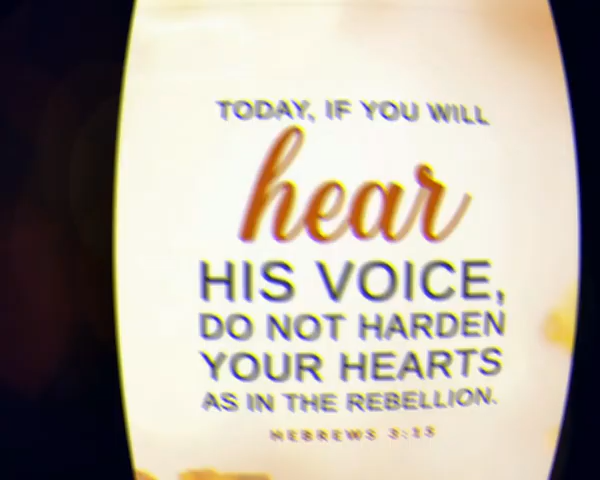 TODAY, IF YOU WILL
hear
HIS VOICE,
DO NOT HARDEN
YOUR HEARTS
AS IN THE REBELLION.
HEBREWS 3:15